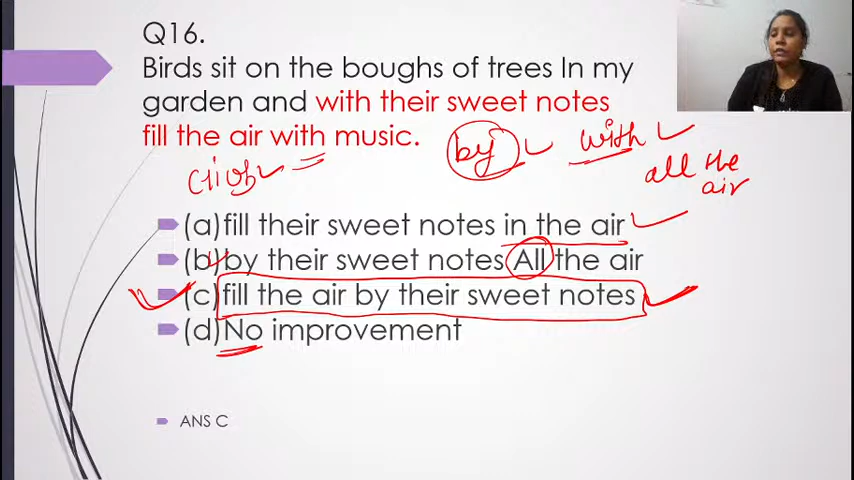 Q16.
Birds sit on the boughs of trees In my
garden and with their sweet notes
fill the air with music.
by with
all the
air
(a)fill their sweet notes in the air
(b)by their sweet notes All the air
(c)fill the air by their sweet notes
(d)No improvement
ANS C